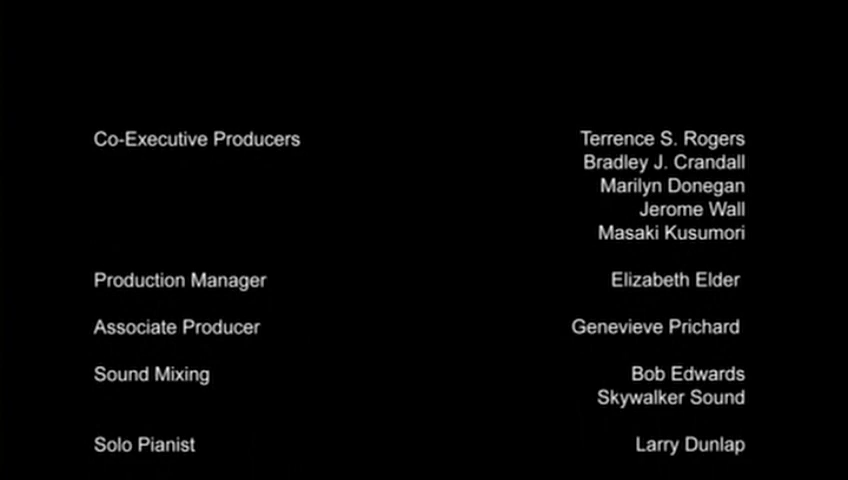 Co-Executive Producers Terrence S. Rogers
Bradley J. Crandall
Marilyn Donegan
Jerome Wall
Masaki Kusumori
Production Manager Elizabeth Elder
Associate Producer Genevieve Prichard
Sound Mixing Bob Edwards
Skywalker Sound
Solo Pianist Larry Dunlap